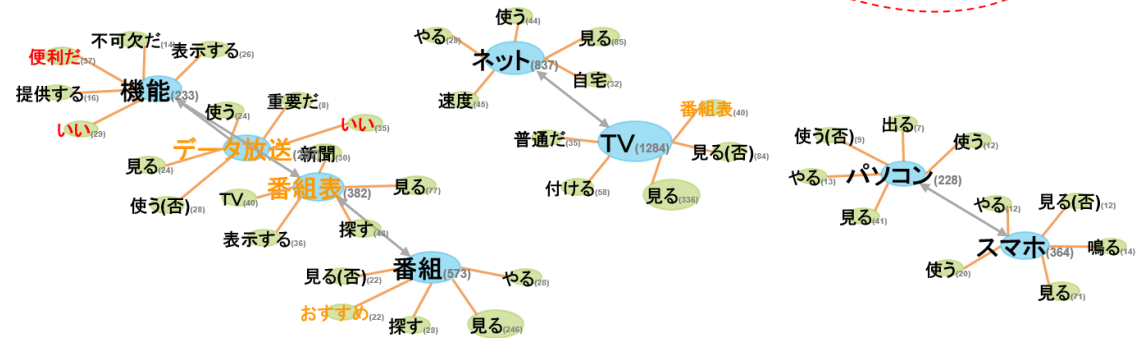 機能(233)
不可欠だ(14)
便利だ(37)
表示する(26)
提供する(16)
いい(29)
データ放送
使う(24)
重要だ(8)
いい(35)
見る(24)
使う(否)(28)
番組表(382)
新聞(30)
TV(40)
見る(77)
表示する(36)
探す(48)
番組(573)
見る(否)(22)
やる(28)
おすすめ(22)
探す(28)
見る(246)
ネット(837)
使う(44)
やる(28)
見る(85)
自宅(32)
速度(45)
TV(1284)
番組表(40)
普通だ(35)
見る(否)(84)
付ける(58)
見る(336)
パソコン(228)
出る(7)
使う(否)(9)
使う(12)
やる(13)
見る(41)
スマホ(364)
やる(12)
見る(否)(12)
鳴る(14)
使う(20)
見る(71)